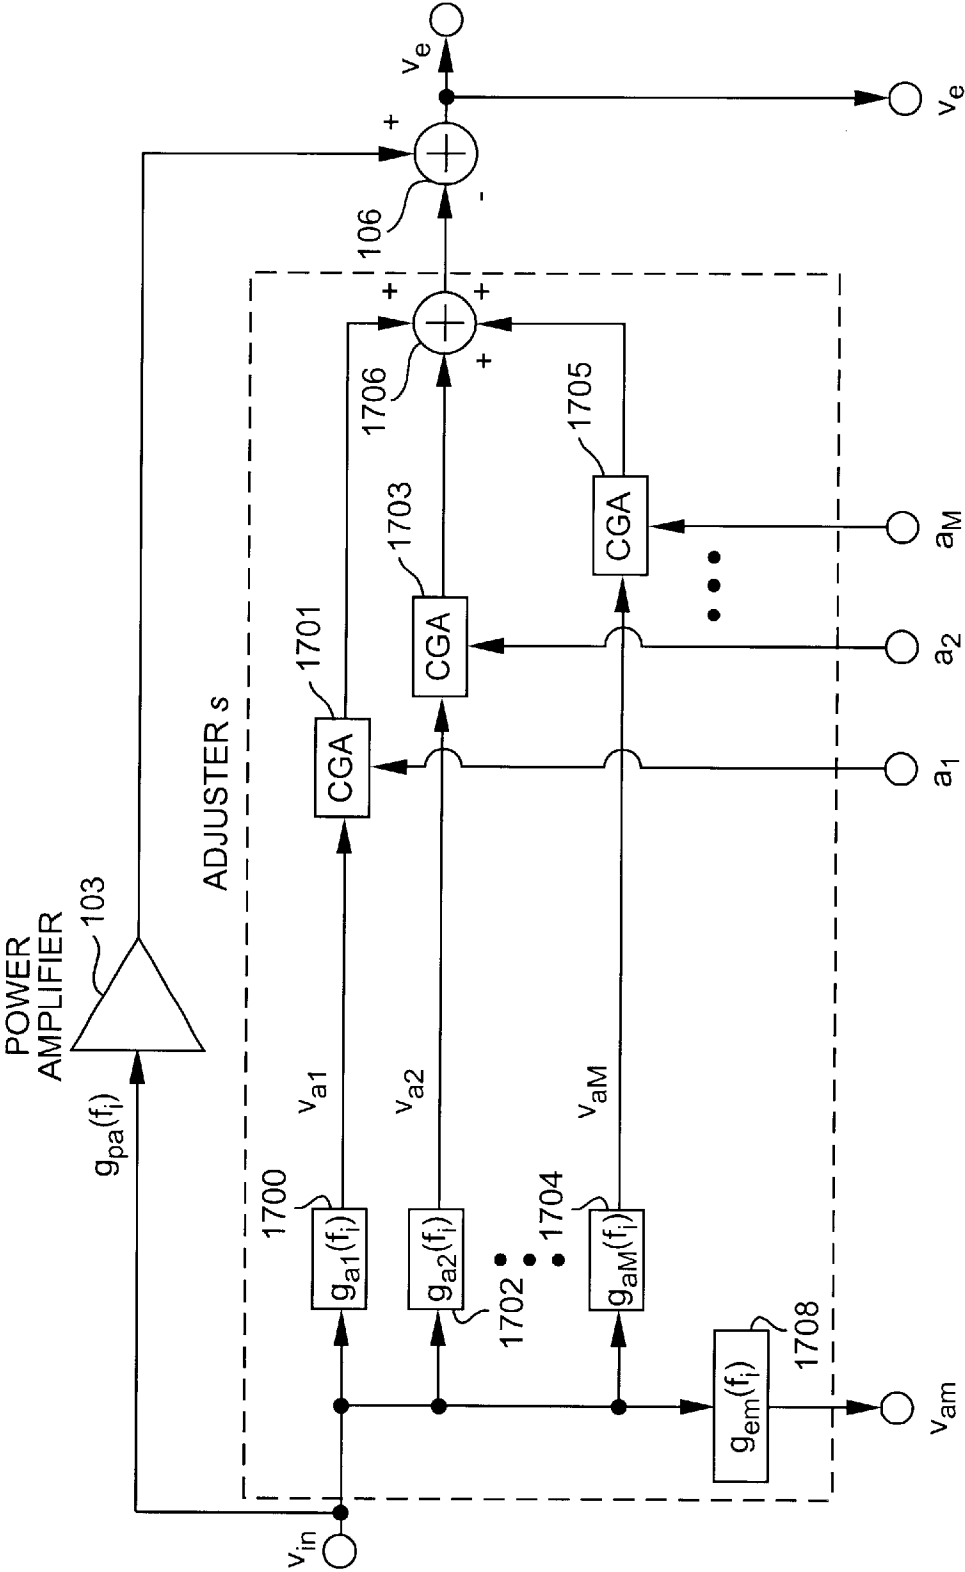 POWER
AMPLIFIER
103
g_pa(f_i)
ADJUSTER s
v_in
1700
g_a1(f_i)
v_a1
CGA
1701
g_a2(f_i)
1702
v_a2
CGA
1703
1704
g_aM(f_i)
v_aM
CGA
1705
g_em(f_i)
1708
v_am
a_1
a_2
a_M
1706
+
+
+
+
106
+
-
+
v_e
v_e